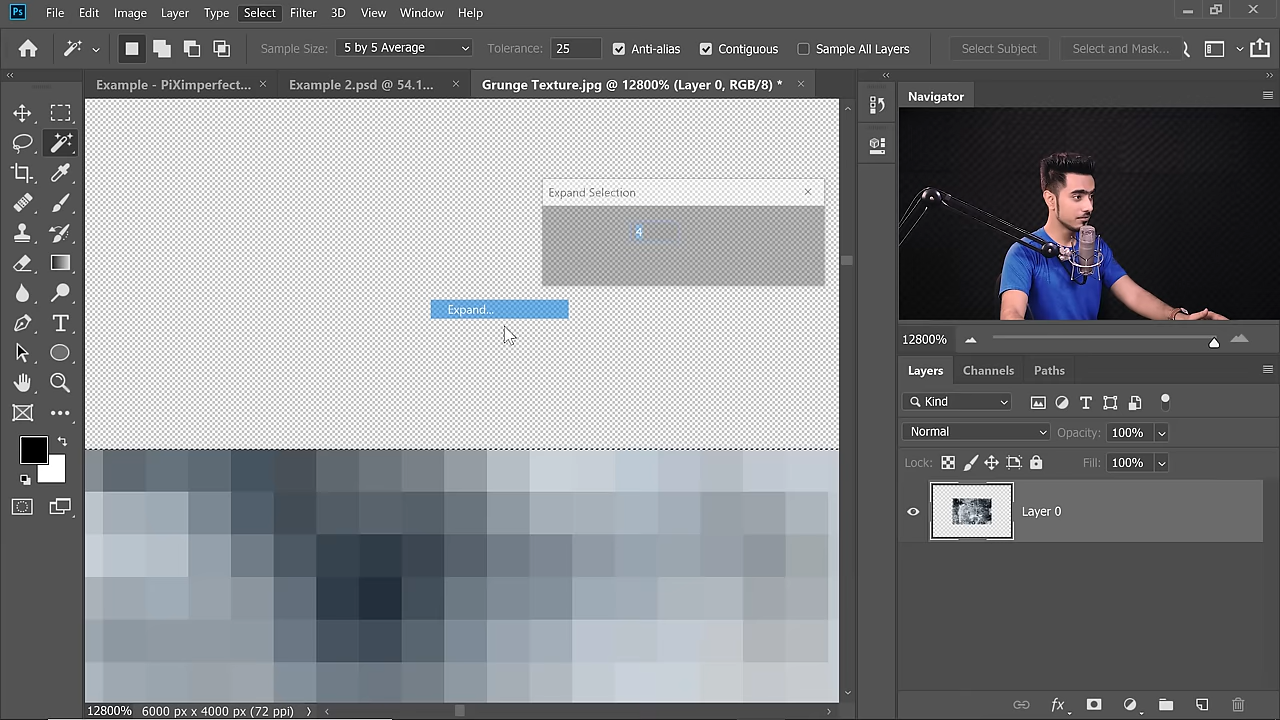 Ps File Edit Image Layer Type Select Filter 3D View Window Help
Sample Size: 5 by 5 Average Tolerance: 25 Anti-alias Contiguous Sample All Layers Select Subject Select and Mask...
Example - PiXimperfect... Example 2.psd @ 54.1... Grunge Texture.jpg @ 12800% (Layer 0, RGB/8) *
Navigator
Expand Selection
4
Expand...
12800%
Layers Channels Paths
Kind
Normal Opacity: 100%
Lock: Fill: 100%
Layer 0
12800% 6000 px x 4000 px (72 ppi)